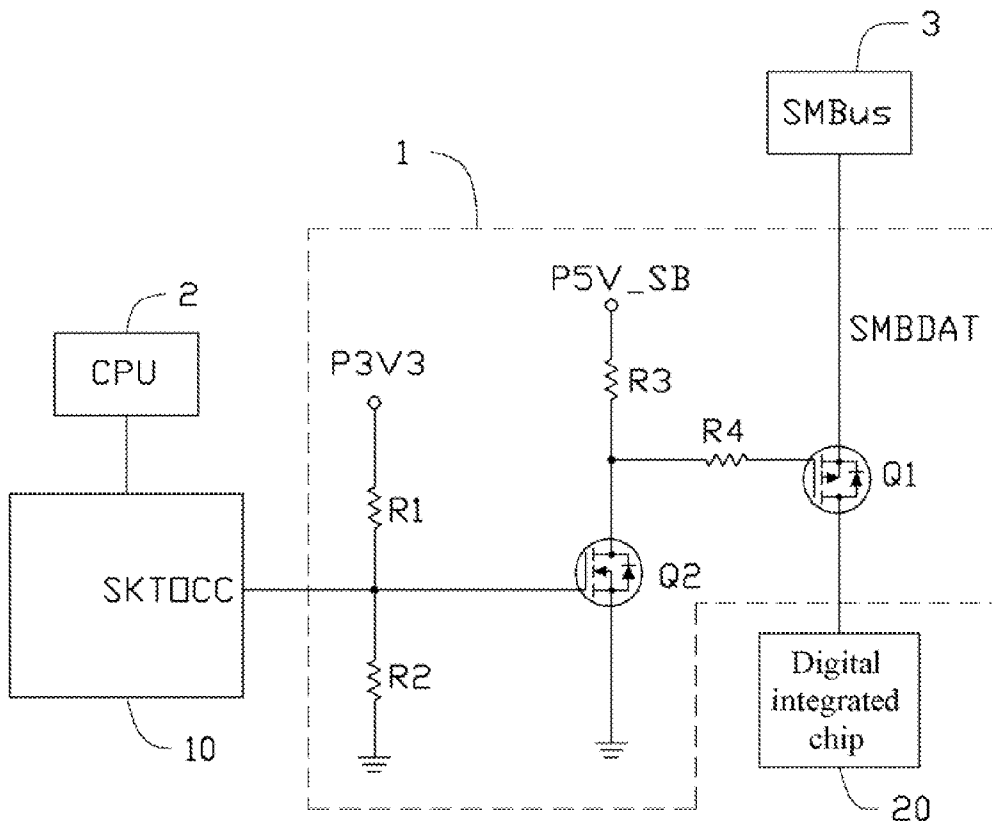 3
SMBus
1
P5V_SB
2
SMBDAT
CPU
P3V3
R3
R4
Q1
R1
SKTOCC
Q2
R2
Digital
integrated
chip
10
20